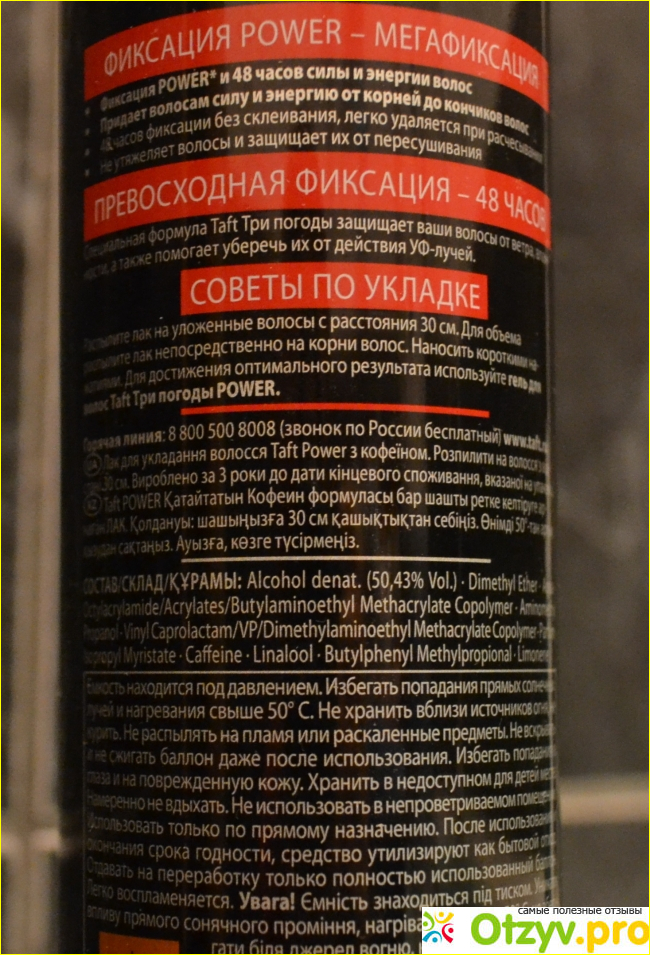 ФИКСАЦИЯ POWER – МЕГАФИКСАЦИЯ
• Фиксация POWER* и 48 часов силы и энергии волос
• Придает волосам силу и энергию от корней до кончиков волос
• 48 часов фиксации без склеивания, легко удаляется при расчесывании
• Не утяжеляет волосы и защищает их от пересушивания
ПРЕВОСХОДНАЯ ФИКСАЦИЯ – 48 ЧАСОВ
Специальная формула Taft Три погоды защищает ваши волосы от ветра,
ности, а также помогает уберечь их от действия УФ-лучей.
СОВЕТЫ ПО УКЛАДКЕ
Распылите лак на уложенные волосы с расстояния 30 см. Для объема
распылите лак непосредственно на корни волос. Наносить короткими на-
жатиями. Для достижения оптимального результата используйте гель для
волос Taft Три погоды POWER.
Горячая линия: 8 800 500 8008 (звонок по России бесплатный) www.taft.
UA Лак для укладання волосся Taft Power з кофеїном. Розпилити на волосся з
30 см. Вироблено за 3 роки до дати кінцевого споживання, вказаної на
KZ Taft POWER Қатайтатын Кофеин формуласы бар шашты ретке келтіруге
ЛАК. Қолдануы: шашыңызға 30 см қашықтықтан себіңіз. Өнімді 50°-тан
сақтаңыз. Ауызға, көзге түсірмеңіз.
СОСТАВ/СКЛАД/ҚҰРАМЫ: Alcohol denat. (50,43% Vol.) · Dimethyl Ether ·
Octylacrylamide/Acrylates/Butylaminoethyl Methacrylate Copolymer · Aminome
Propanol · Vinyl Caprolactam/VP/Dimethylaminoethyl Methacrylate Copolymer · Parfum
Isopropyl Myristate · Caffeine · Linalool · Butylphenyl Methylpropional · Limonene
Емкость находится под давлением. Избегать попадания прямых солнечных
лучей и нагревания свыше 50° С. Не хранить вблизи источников огня, не
курить. Не распылять на пламя или раскаленные предметы. Не вскрывать
и не сжигать баллон даже после использования. Избегать попадания
глаза и на поврежденную кожу. Хранить в недоступном для детей месте
Намеренно не вдыхать. Не использовать в непроветриваемом помещении
Использовать только по прямому назначению. После использования
окончания срока годности, средство утилизируют как бытовой
Отдавать на переработку только полностью использованный баллон
Легко воспламеняется. Увага! Ємність знаходиться під тиском.
впливу прямого сонячного проміння, нагріва
гати біля джерел вогню,
самые полезные отзывы
Otzyv.pro